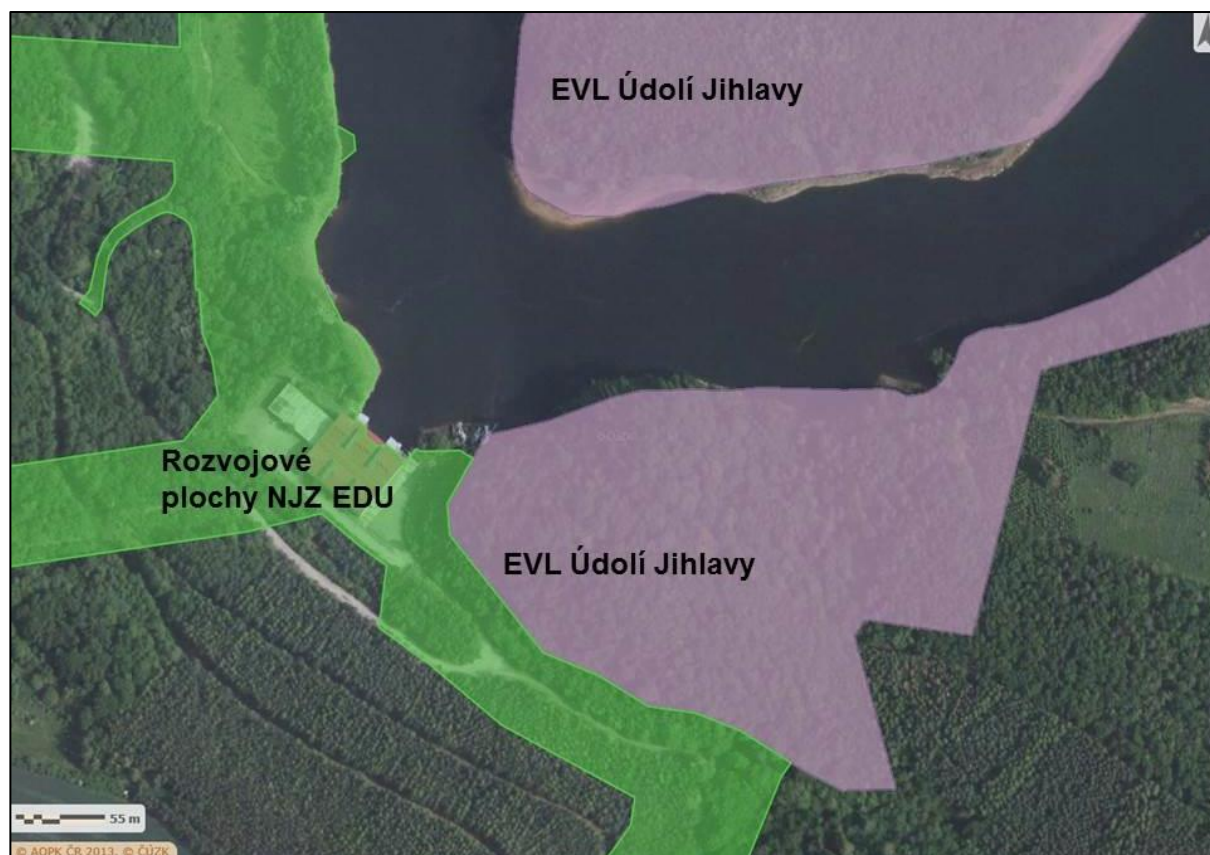 EVL Údolí Jihlavy
Rozvojové
plochy NJZ EDU
EVL Údolí Jihlavy
55 m
© AOPK ČR 2013, © ČÚZK